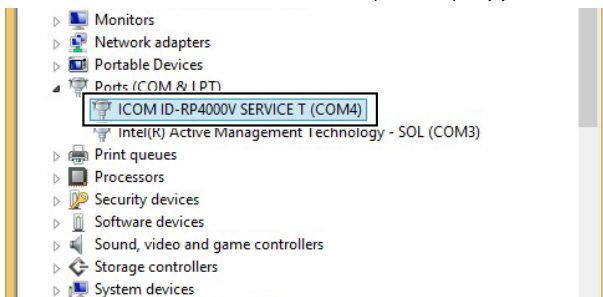 Monitors
Network adapters
Portable Devices
Ports (COM & LPT)
ICOM ID-RP4000V SERVICE T (COM4)
Intel(R) Active Management Technology - SOL (COM3)
Print queues
Processors
Security devices
Software devices
Sound, video and game controllers
Storage controllers
System devices